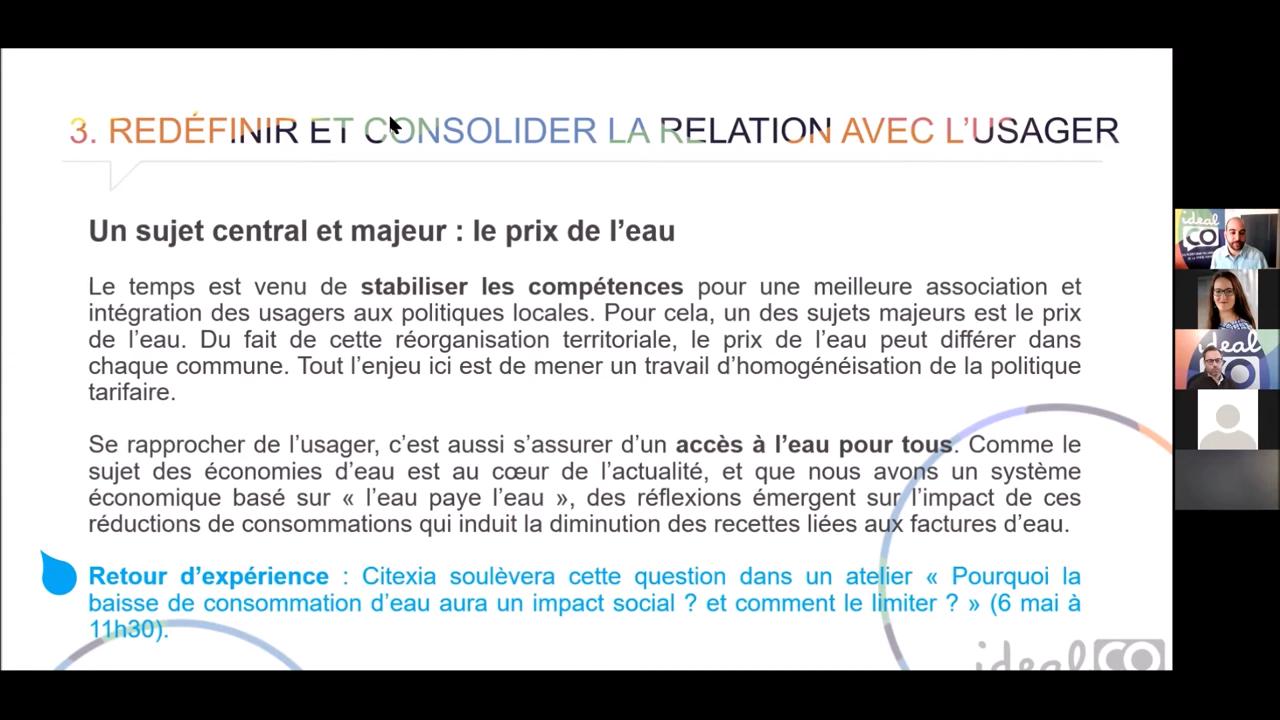 3. REDÉFINIR ET CONSOLIDER LA RELATION AVEC L'USAGER
Un sujet central et majeur : le prix de l'eau
Le temps est venu de stabiliser les compétences pour une meilleure association et
intégration des usagers aux politiques locales. Pour cela, un des sujets majeurs est le prix
de l'eau. Du fait de cette réorganisation territoriale, le prix de l'eau peut différer dans
chaque commune. Tout l'enjeu ici est de mener un travail d'homogénéisation de la politique
tarifaire.
Se rapprocher de l'usager, c'est aussi s'assurer d'un accès à l'eau pour tous. Comme le
sujet des économies d'eau est au cœur de l'actualité, et que nous avons un système
économique basé sur « l'eau paye l'eau », des réflexions émergent sur l'impact de ces
réductions de consommations qui induit la diminution des recettes liées aux factures d'eau.
Retour d'expérience : Citexia soulèvera cette question dans un atelier « Pourquoi la
baisse de consommation d'eau aura un impact social ? et comment le limiter ? » (6 mai à
11h30).
idealCO
ideal
CO
ideal
CO